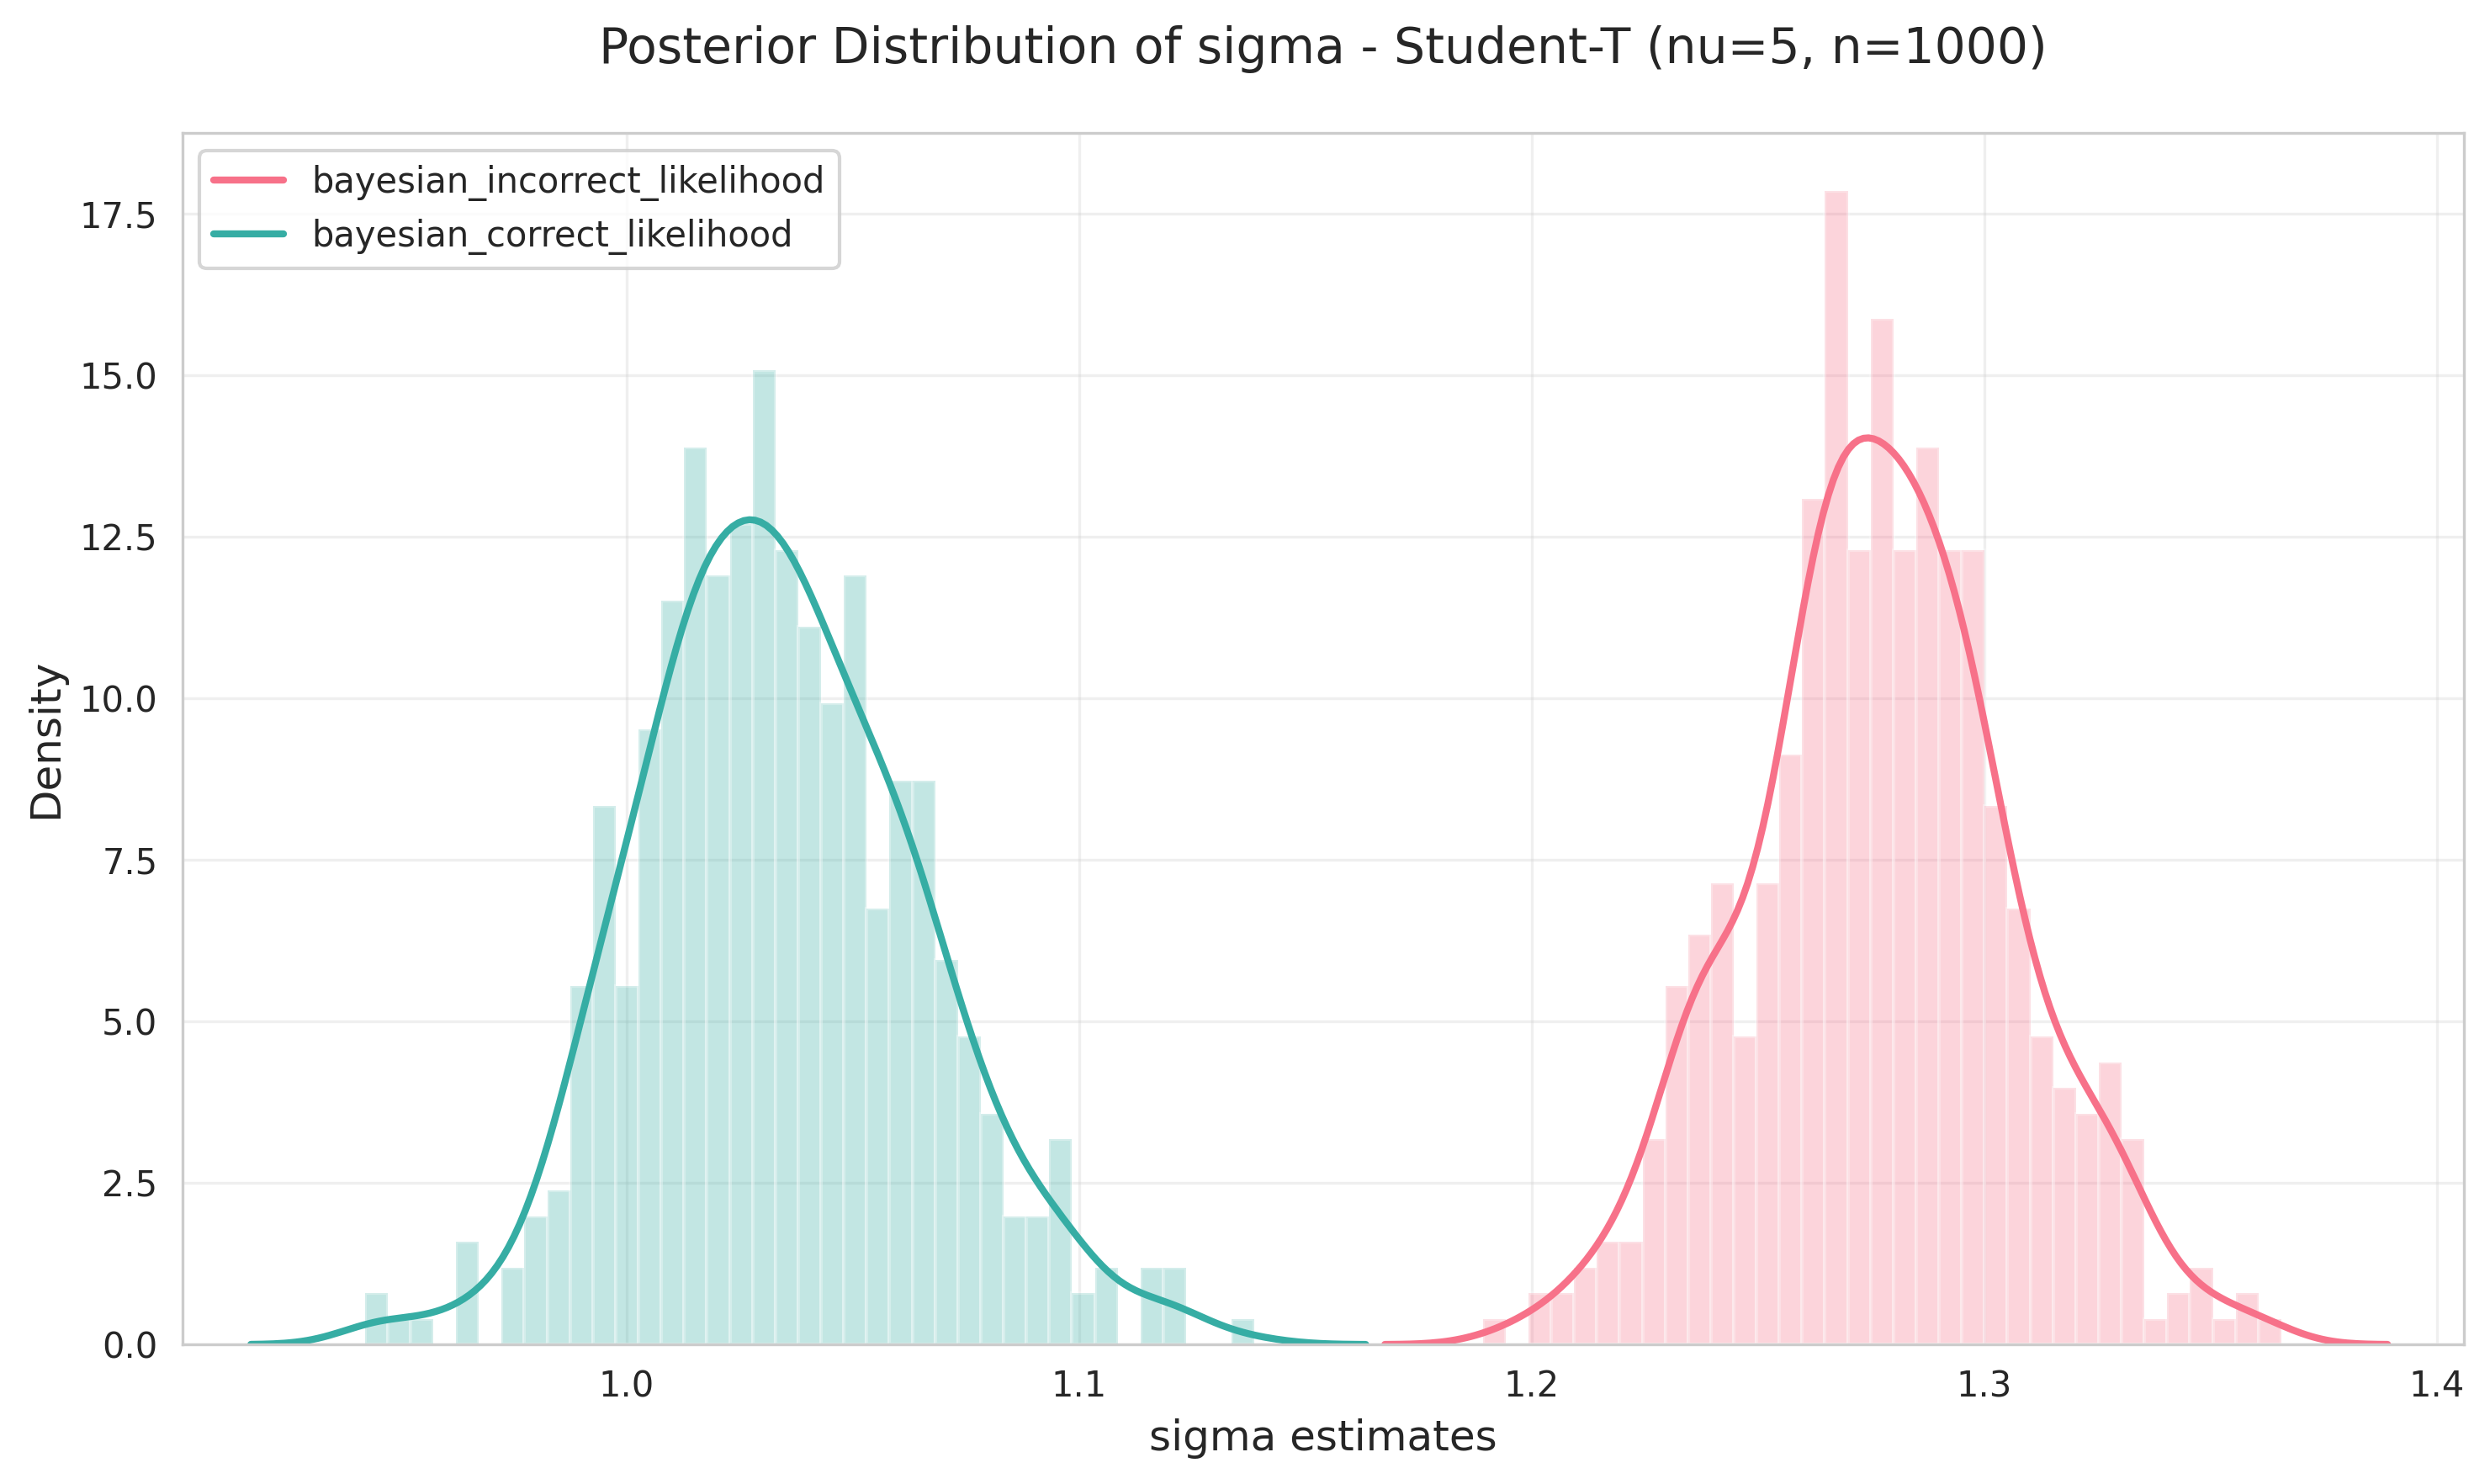 Posterior Distribution of sigma - Student-T (nu=5, n=1000)
bayesian_incorrect_likelihood
bayesian_correct_likelihood
17.5
15.0
12.5
10.0
7.5
5.0
2.5
0.0
Density
1.0
1.1
1.2
1.3
1.4
sigma estimates